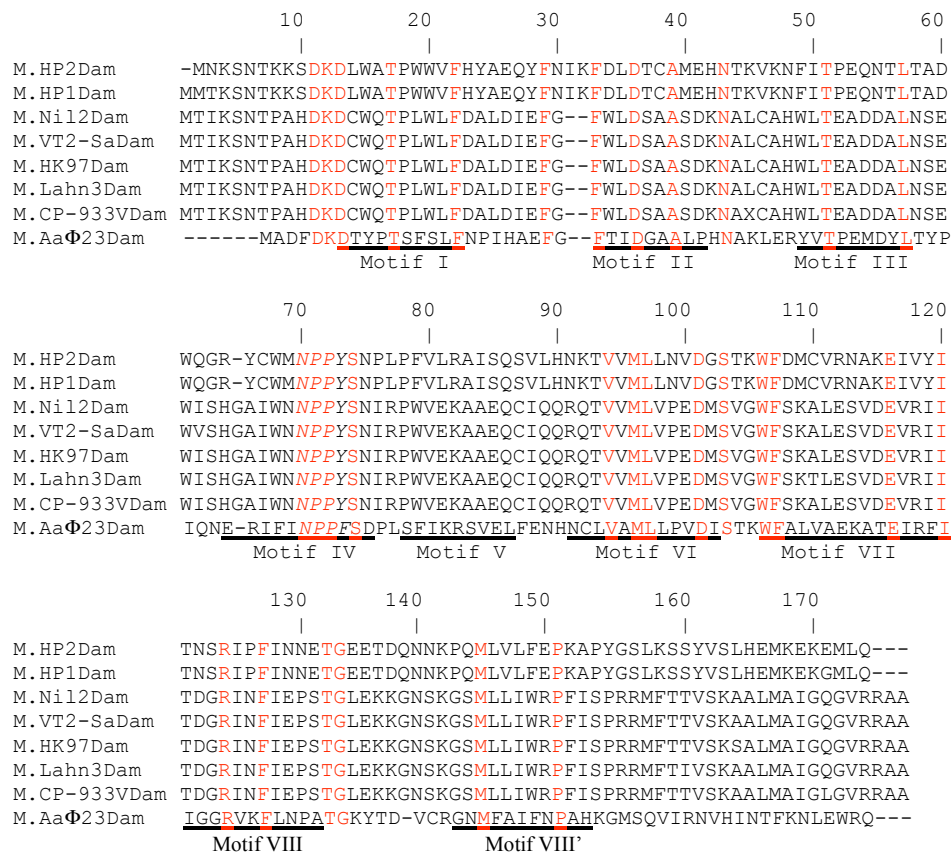 10 20 30 40 50 60
| | | | | |
M.HP2Dam -MNKSNTKKSDKDLWATPWWVFHYAEQYFNIKFDLDTCAMEHNTKVKNFITPEQNTLTAD
M.HP1Dam MMTKSNTKKSDKDLWATPWWVFHYAEQYFNIKFDLDTCAMEHNTKVKNFITPEQNTLTAD
M.Nil2Dam MTIKSNTPAHDKDCWQTPLWLFDALDIEFG--FWLDSAASDKNALCAHWLTEADDALNSE
M.VT2-SaDam MTIKSNTPAHDKDCWQTPLWLFDALDIEFG--FWLDSAASDKNALCAHWLTEADDALNSE
M.HK97Dam MTIKSNTPAHDKDCWQTPLWLFDALDIEFG--FWLDSAASDKNALCAHWLTEADDALNSE
M.Lahn3Dam MTIKSNTPAHDKDCWQTPLWLFDALDIEFG--FWLDSAASDKNALCAHWLTEADDALNSE
M.CP-933VDam MTIKSNTPAHDKDCWQTPLWLFDALDIEFG--FWLDSAASDKNAXCAHWLTEADDALNSE
M.AaΦ23Dam ------MADFDKDTYPTSFSLFNPIHAEFG--FTIDGAALPHNAKLERYVTPEMDYLTYP
Motif I Motif II Motif III
70 80 90 100 110 120
| | | | | |
M.HP2Dam WQGR-YCWMNPPYSNPLPFVLRAISQSVLHNKTVVMLLNVDGSTKWFDMCVRNAKEIVYI
M.HP1Dam WQGR-YCWMNPPYSNPLPFVLRAISQSVLHNKTVVMLLNVDGSTKWFDMCVRNAKEIVYI
M.Nil2Dam WISHGAIWNNPPYSNIRPWVEKAAEQCIQQRQTVVMLVPEDMSVGWFSKALESVDEVRII
M.VT2-SaDam WVSHGAIWNNPPYSNIRPWVEKAAEQCIQQRQTVVMLVPEDMSVGWFSKALESVDEVRII
M.HK97Dam WISHGAIWNNPPYSNIRPWVEKAAEQCIQQRQTVVMLVPEDMSVGWFSKALESVDEVRII
M.Lahn3Dam WISHGAIWNNPPYSNIRPWVEKAAEQCIQQRQTVVMLVPEDMSVGWFSKTLESVDEVRII
M.CP-933VDam WISHGAIWNNPPYSNIRPWVEKAAEQCIQQRQTVVMLVPEDMSVGWFSKALESVDEVRII
M.AaΦ23Dam IQNE-RIFINPPFSDPLSFIKRSVELFENHNCLVAMLLPVDISTKWFALVAEKATEIRFI
Motif IV Motif V Motif VI Motif VII
130 140 150 160 170
| | | | |
M.HP2Dam TNSRIPFINNETGEETDQNNKPQMLVLFEPKAPYGSLKSSYVSLHEMKEKEMLQ---
M.HP1Dam TNSRIPFINNETGEETDQNNKPQMLVLFEPKAPYGSLKSSYVSLHEMKEKGMLQ---
M.Nil2Dam TDGRINFIEPSTGLEKKGNSKGSMLLIWRPFISPRRMFTTVSKAALMAIGQGVRRAA
M.VT2-SaDam TDGRINFIEPSTGLEKKGNSKGSMLLIWRPFISPRRMFTTVSKAALMAIGQGVRRAA
M.HK97Dam TDGRINFIEPSTGLEKKGNSKGSMLLIWRPFISPRRMFTTVSKSALMAIGQGVRRAA
M.Lahn3Dam TDGRINFIEPSTGLEKKGNSKGSMLLIWRPFISPRRMFTIVSKAALMAIGQGVRRAA
M.CP-933VDam TDGRINFIEPSTGLEKKGNSKGSMLLIWRPFISPRRMFTTVSKAALMAIGLGVRRAA
M.AaΦ23Dam IGGRVKFLNPATGKYTD-VCRGNMFAIFNPAHKGMSQVIRNVHINTFKNLEWRQ---
Motif VIII Motif VIII'